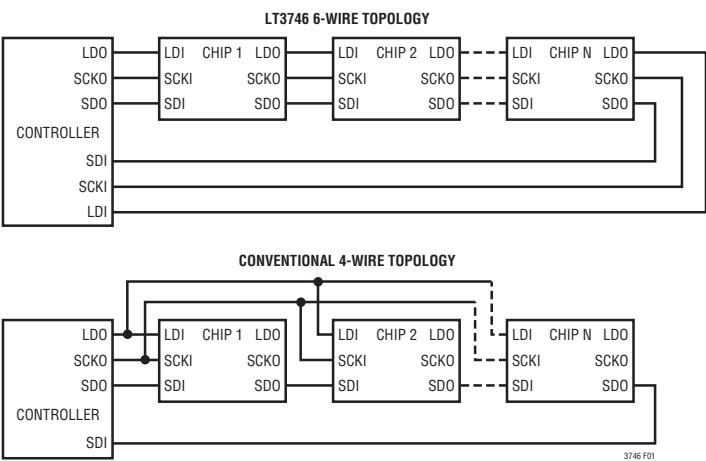 LT3746 6-WIRE TOPOLOGY
LDO LDI CHIP 1 LDO LDI CHIP 2 LDO LDI CHIP N LDO
SCKO SCKI SCKO SCKI SCKO SCKI SCKO
SDO SDI SDO SDI SDO SDI SDO
CONTROLLER
SDI
SCKI
LDI
CONVENTIONAL 4-WIRE TOPOLOGY
LDO LDI CHIP 1 LDO LDI CHIP 2 LDO LDI CHIP N LDO
SCKO SCKI SCKO SCKI SCKO SCKI SCKO
SDO SDI SDO SDI SDO SDI SDO
CONTROLLER
SDI
3746 F01